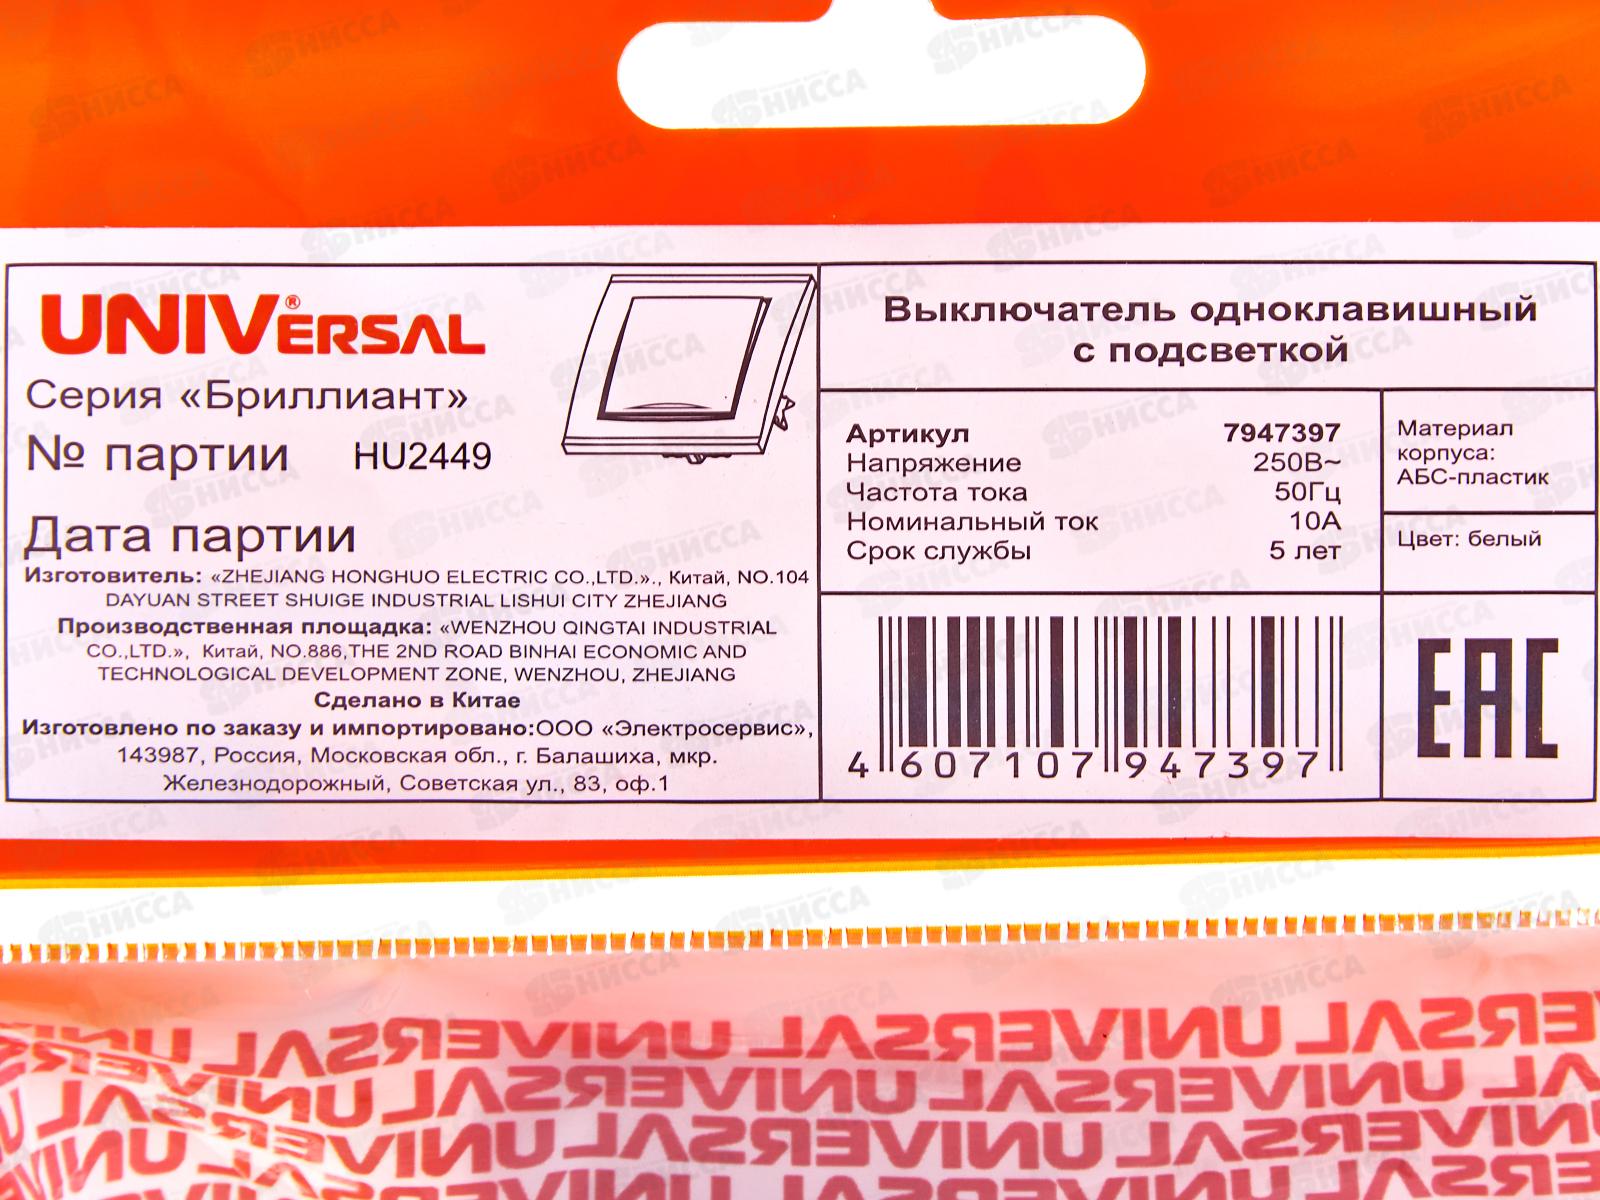 UNIVERSAL®
Серия «Бриллиант»
№ партии HU2449
Дата партии
Изготовитель: «ZHEJIANG HONGHUO ELECTRIC CO.,LTD.»., Китай, NO.104
DAYUAN STREET SHUIGE INDUSTRIAL LISHUI CITY ZHEJIANG
Производственная площадка: «WENZHOU QINGTAI INDUSTRIAL
CO.,LTD.», Китай, NO.886,THE 2ND ROAD BINHAI ECONOMIC AND
TECHNOLOGICAL DEVELOPMENT ZONE, WENZHOU, ZHEJIANG
Сделано в Китае
Изготовлено по заказу и импортировано:ООО «Электросервис»,
143987, Россия, Московская обл., г. Балашиха, мкр.
Железнодорожный, Советская ул., 83, оф.1
Выключатель одноклавишный
с подсветкой
Артикул 7947397
Напряжение 250В~
Частота тока 50Гц
Номинальный ток 10А
Срок службы 5 лет
Материал
корпуса:
АБС-пластик
Цвет: белый
4 607107 947397
EAC
UNIVERSAL UNIVERSAL UNIVERSAL
UNIVERSAL UNIVERSAL UNIVERSAL
UNIVERSAL UNIVERSAL UNIVERSAL
НИССА